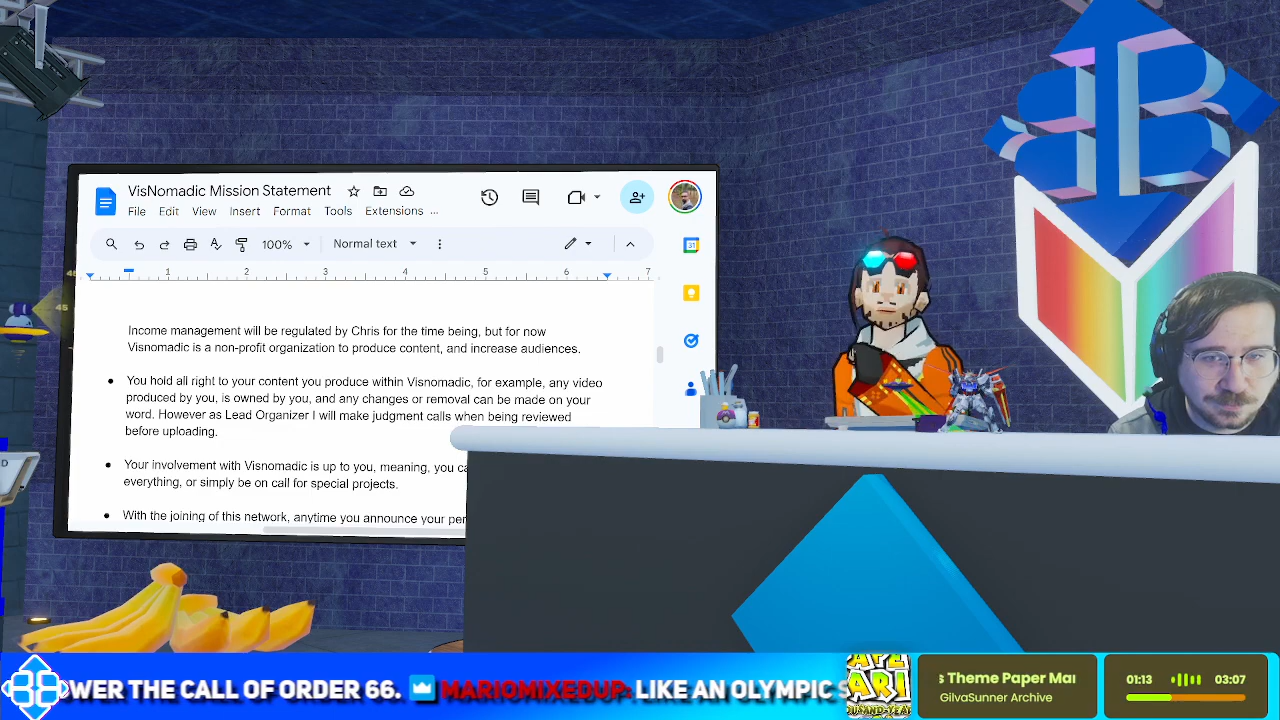 VisNomadic Mission Statement
File Edit View Insert Format Tools Extensions ...
100% Normal text
31
1 2 3 4 5 6 7
45
Income management will be regulated by Chris for the time being, but for now
Visnomadic is a non-profit organization to produce content, and increase audiences.
You hold all right to your content you produce within Visnomadic, for example, any video
produced by you, is owned by you, and any changes or removal can be made on your
word. However as Lead Organizer I will make judgment calls when being reviewed
before uploading.
Your involvement with Visnomadic is up to you, meaning, you ca
everything, or simply be on call for special projects.
With the joining of this network, anytime you announce your per
D
WER THE CALL OF ORDER 66. MARIOMIXEDUP: LIKE AN OLYMPIC S
s Theme Paper Mar
GilvaSunner Archive
01:13 03:07